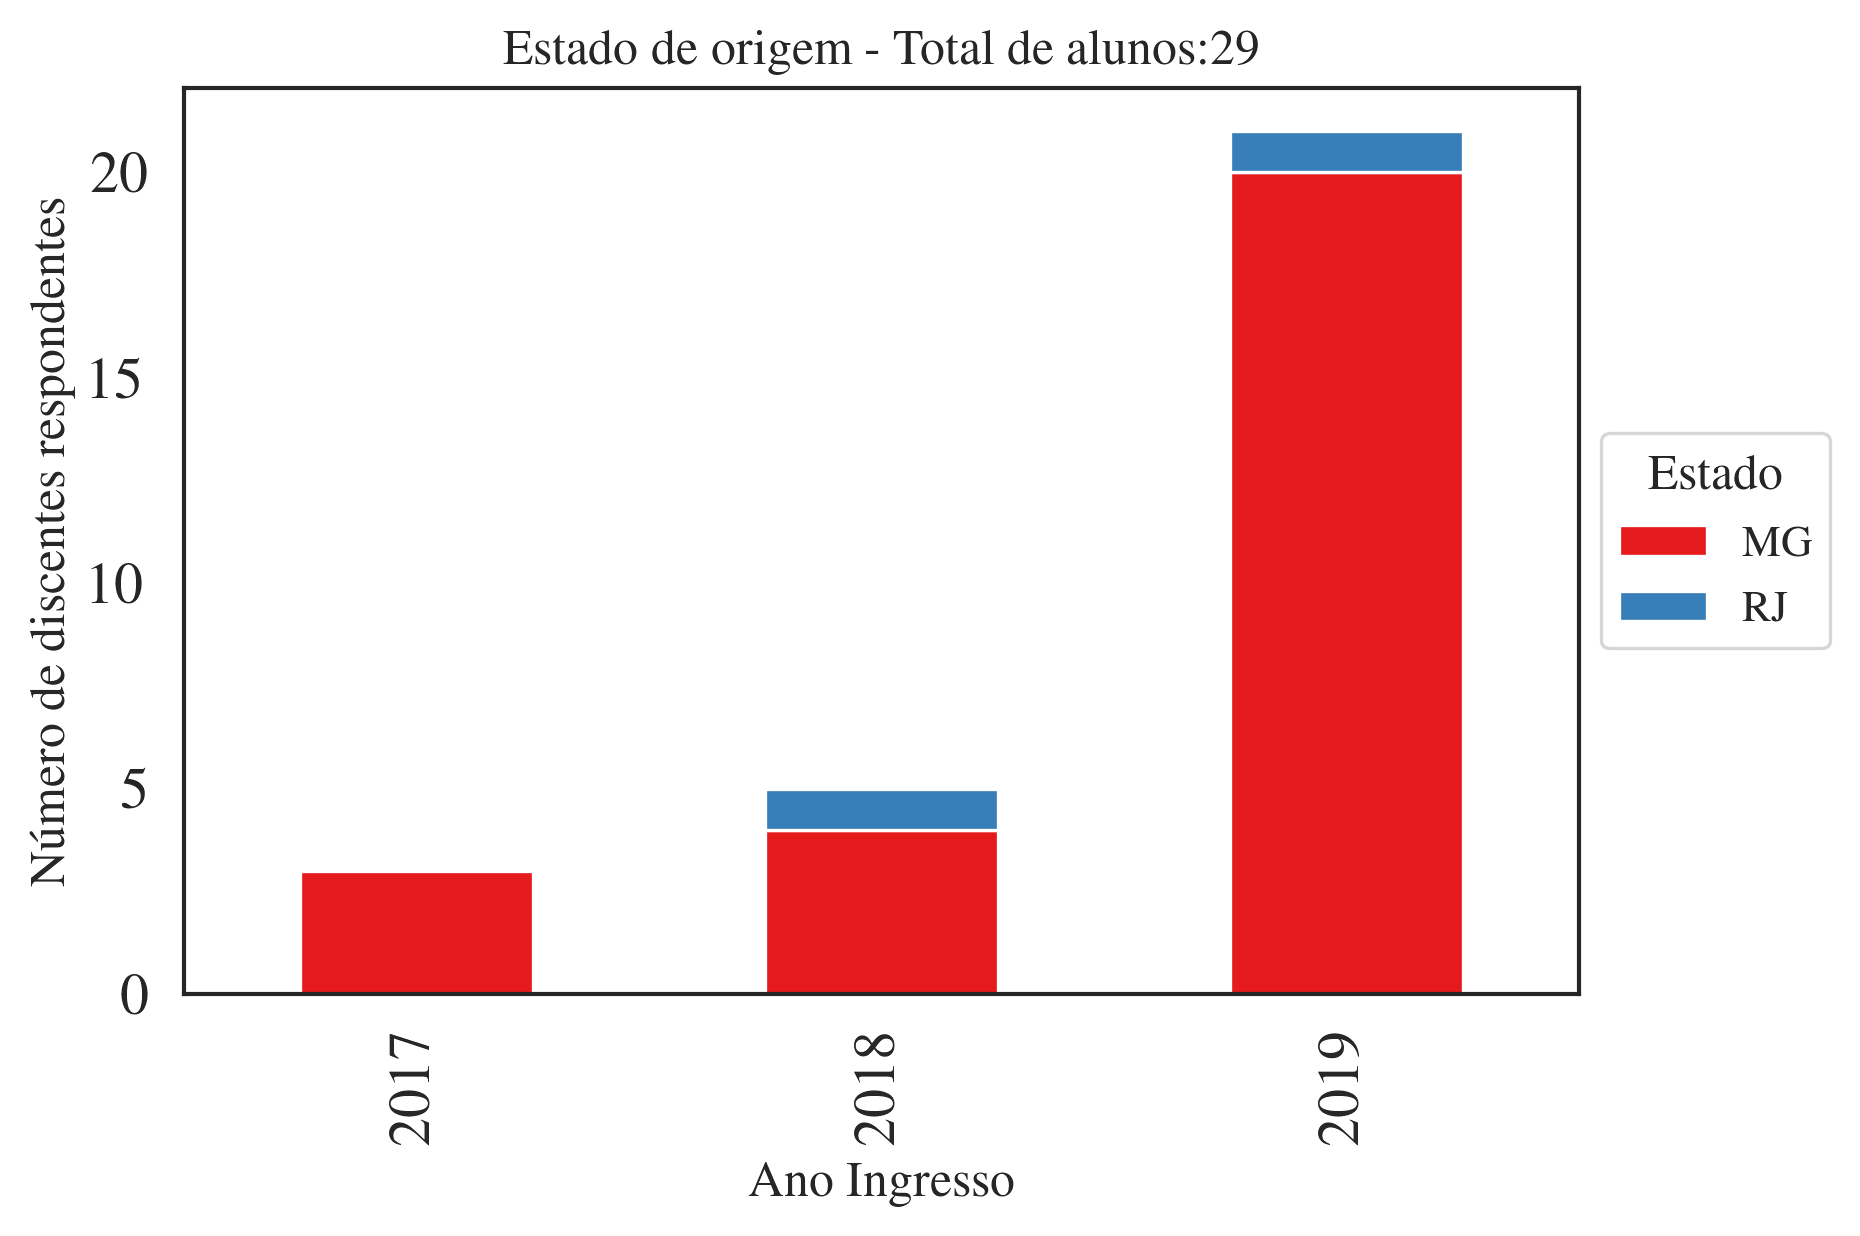 Estado de origem - Total de alunos:29
Número de discentes respondentes
20
15
10
5
0
2017
2018
2019
Ano Ingresso
Estado
MG
RJ